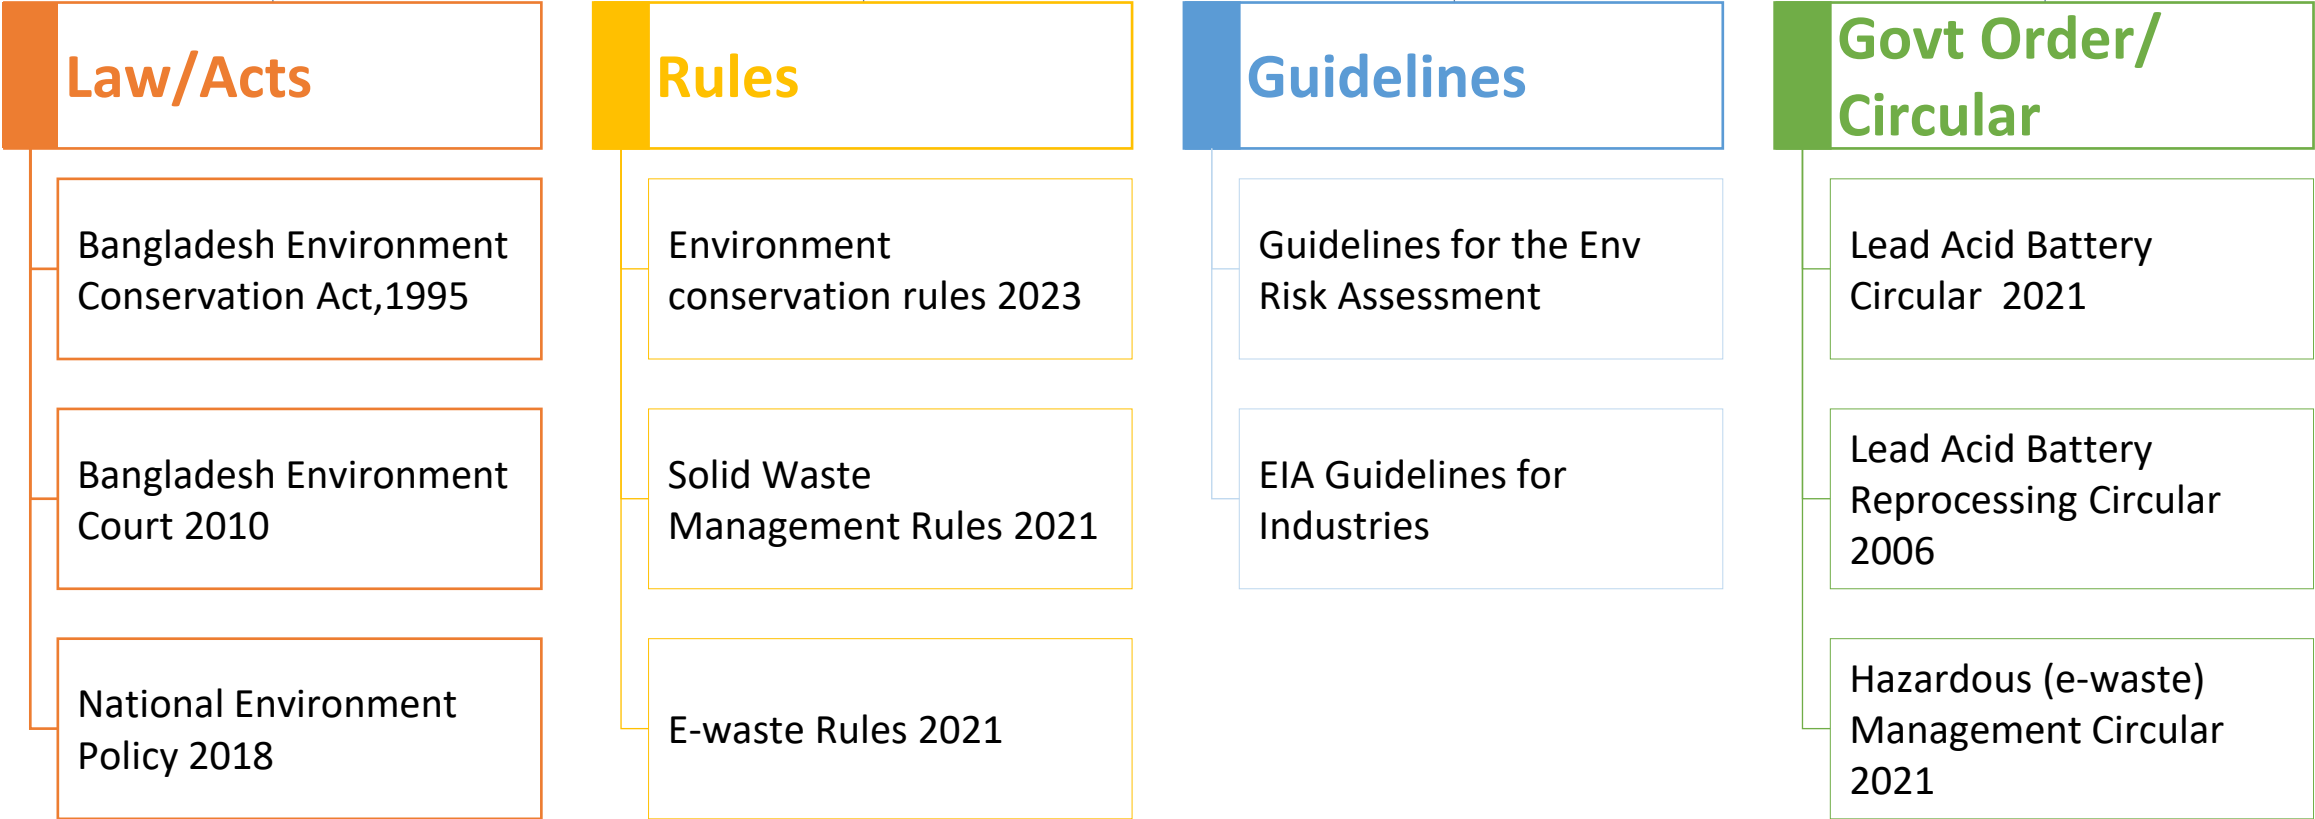 Law/Acts
Bangladesh Environment
Conservation Act,1995
Bangladesh Environment
Court 2010
National Environment
Policy 2018
Rules
Environment
conservation rules 2023
Solid Waste
Management Rules 2021
E-waste Rules 2021
Guidelines
Guidelines for the Env
Risk Assessment
EIA Guidelines for
Industries
Govt Order/
Circular
Lead Acid Battery
Circular  2021
Lead Acid Battery
Reprocessing Circular
2006
Hazardous (e-waste)
Management Circular
2021